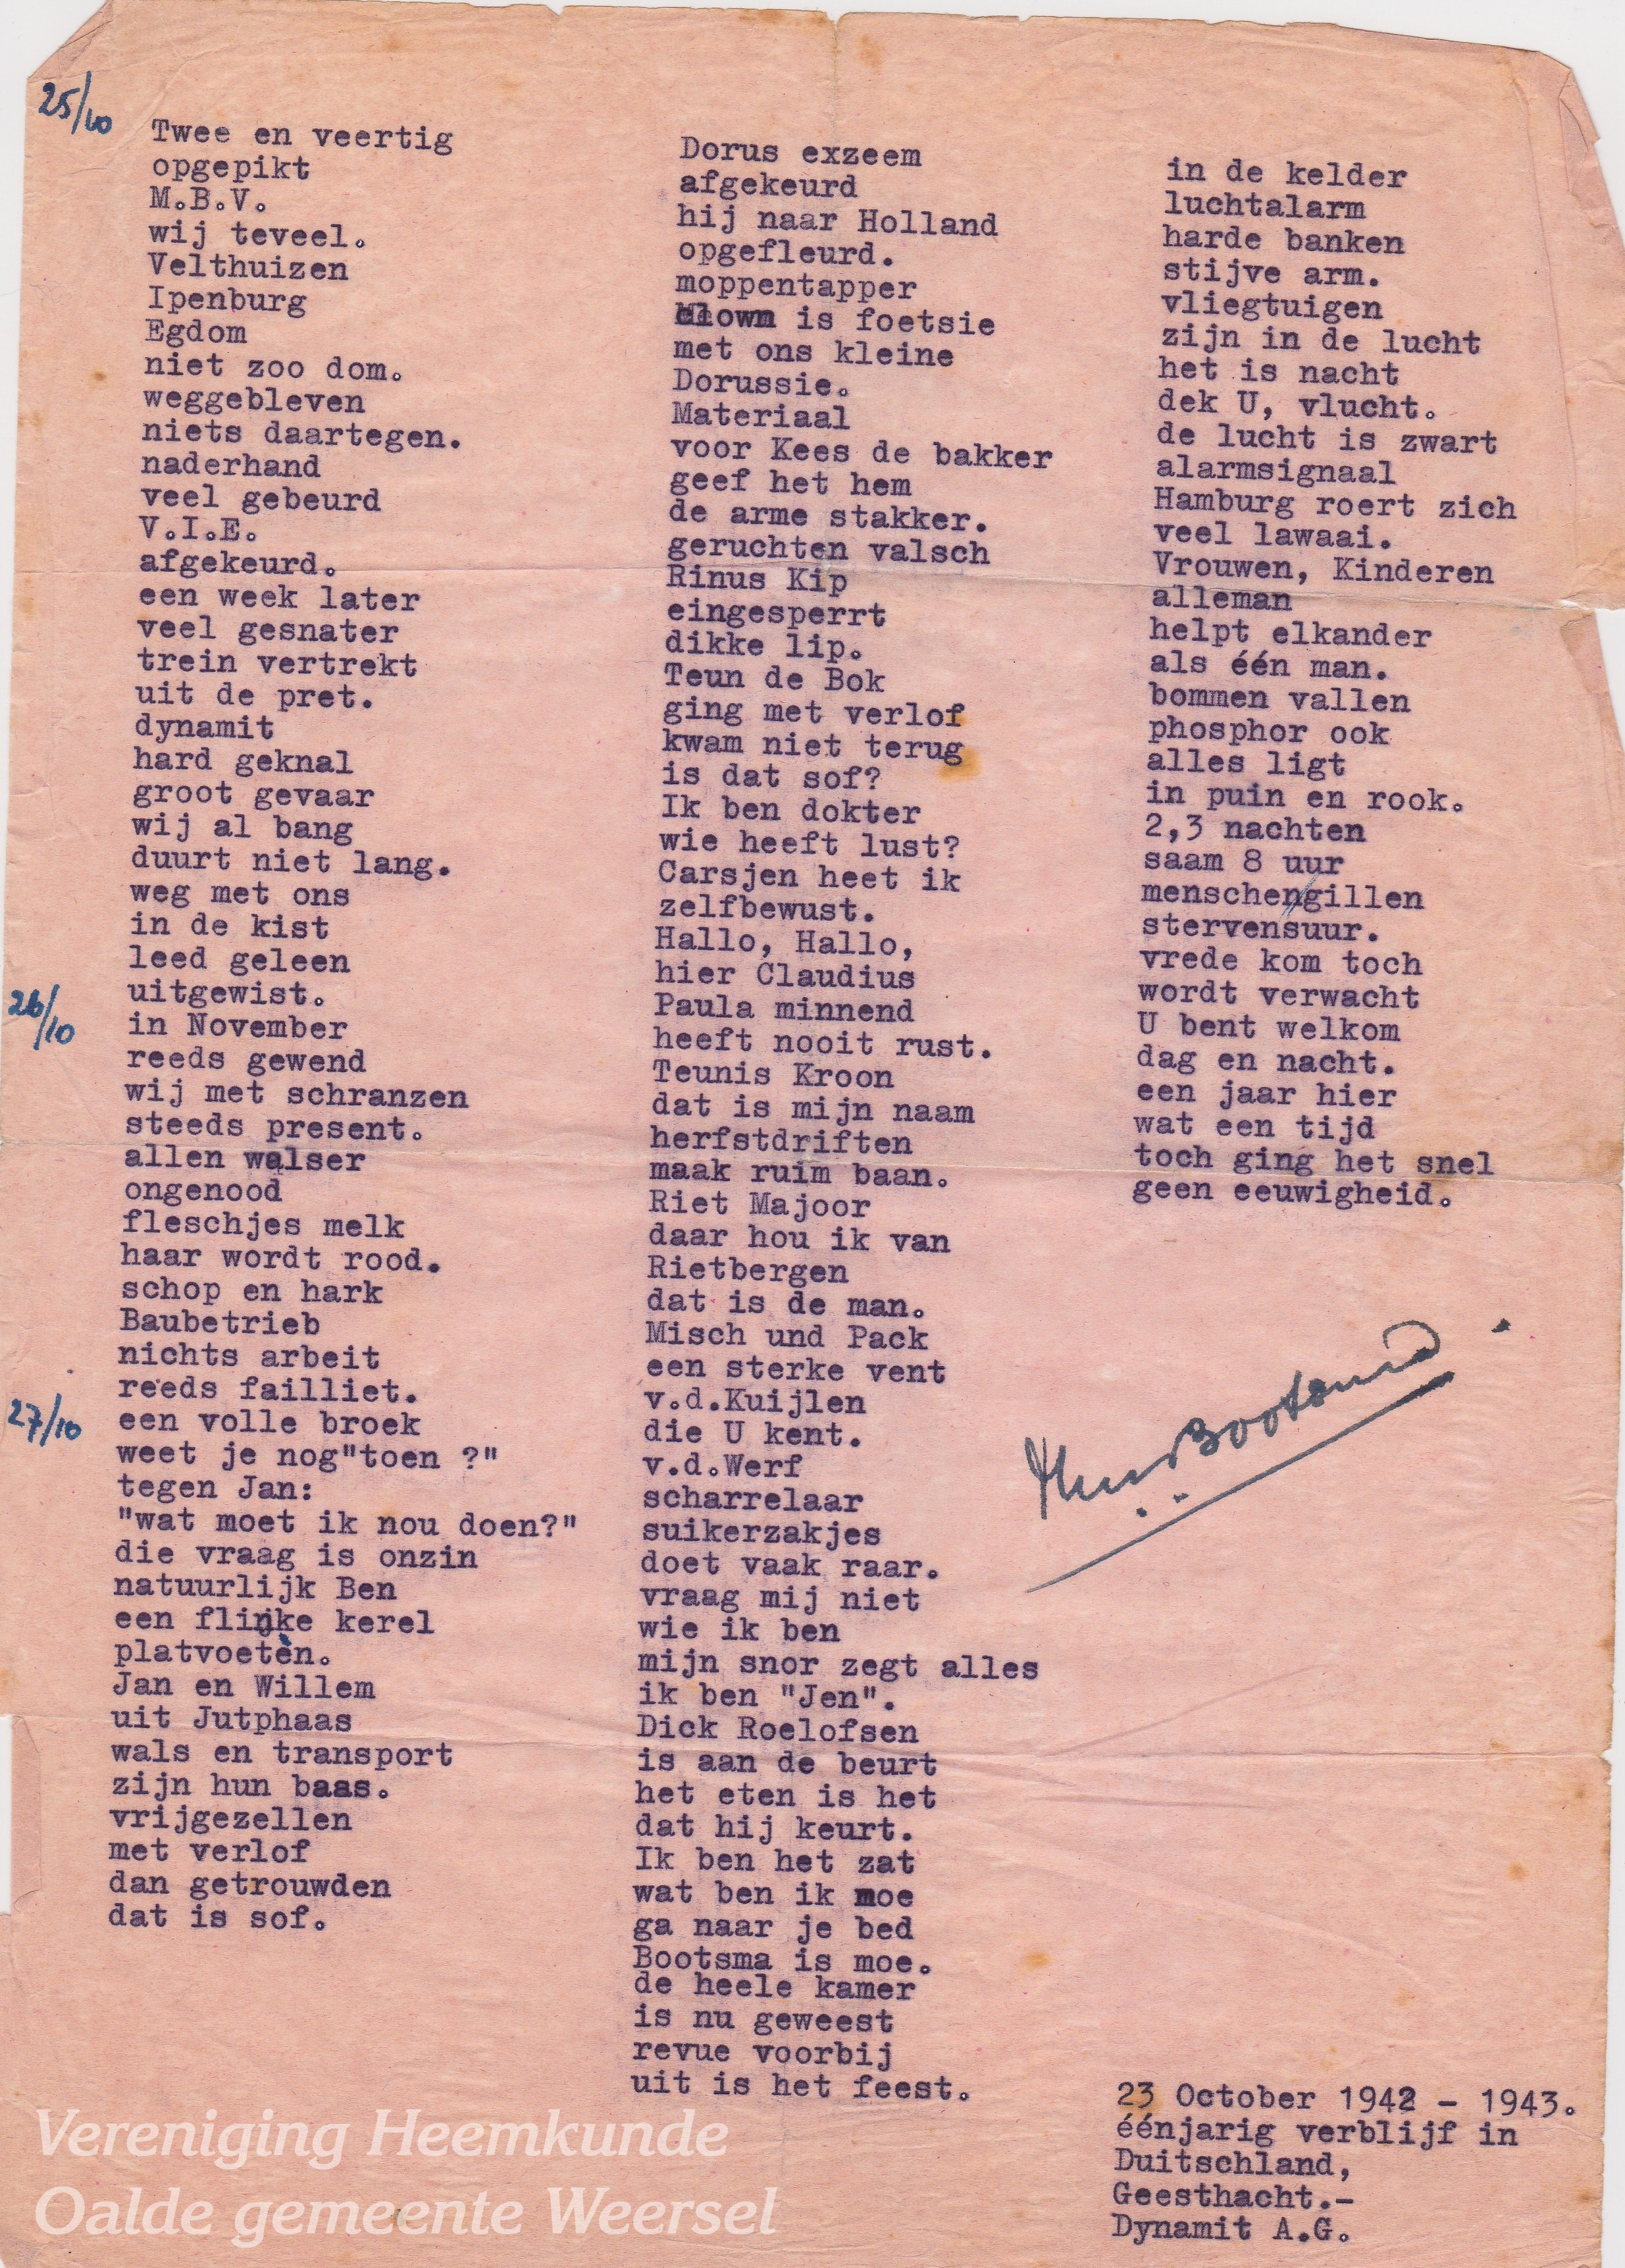 25/10
Twee en veertig
opgepikt
M.B.V.
wij teveel.
Velthuizen
Ipenburg
Egdom
niet zoo dom.
weggebleven
niets daartegen.
naderhand
veel gebeurd
V.I.E.
afgekeurd.
een week later
veel gesnater
trein vertrekt
uit de pret.
dynamit
hard geknal
groot gevaar
wij al bang
duurt niet lang.
weg met ons
in de kist
leed geleen
uitgewist.
26/10
in November
reeds gewend
wij met schranzen
steeds present.
allen walser
ongenood
fleschjes melk
haar wordt rood.
schop en hark
Baubetrieb
nichts arbeit
reeds failliet.
27/10
een volle broek
weet je nog"toen ?"
tegen Jan:
"wat moet ik nou doen?"
die vraag is onzin
natuurlijk Ben
een flinke kerel
platvoeten.
Jan en Willem
uit Jutphaas
wals en transport
zijn hun baas.
vrijgezellen
met verlof
dan getrouwden
dat is sof.
Dorus exzeem
afgekeurd
hij naar Holland
opgefleurd.
moppentapper
clown is foetsie
met ons kleine
Dorussie.
Materiaal
voor Kees de bakker
geef het hem
de arme stakker.
geruchten valsch
Rinus Kip
eingesperrt
dikke lip.
Teun de Bok
ging met verlof
kwam niet terug
is dat sof?
Ik ben dokter
wie heeft lust?
Carsjen heet ik
zelfbewust.
Hallo, Hallo,
hier Claudius
Paula minnend
heeft nooit rust.
Teunis Kroon
dat is mijn naam
herfstdriften
maak ruim baan.
Riet Majoor
daar hou ik van
Rietbergen
dat is de man.
Misch und Pack
een sterke vent
v.d.Kuijlen
die U kent.
v.d.Werf
scharrelaar
suikerzakjes
doet vaak raar.
vraag mij niet
wie ik ben
mijn snor zegt alles
ik ben "Jen".
Dick Roelofsen
is aan de beurt
het eten is het
dat hij keurt.
Ik ben het zat
wat ben ik moe
ga naar je bed
Bootsma is moe.
de heele kamer
is nu geweest
revue voorbij
uit is het feest.
in de kelder
luchtalarm
harde banken
stijve arm.
vliegtuigen
zijn in de lucht
het is nacht
dek U, vlucht.
de lucht is zwart
alarmsignaal
Hamburg roert zich
veel lawaai.
Vrouwen, Kinderen
alleman
helpt elkander
als één man.
bommen vallen
phosphor ook
alles ligt
in puin en rook.
2,3 nachten
saam 8 uur
menschengillen
stervensuur.
vrede kom toch
wordt verwacht
U bent welkom
dag en nacht.
een jaar hier
wat een tijd
toch ging het snel
geen eeuwigheid.
23 October 1942 - 1943.
éénjarig verblijf in
Duitschland,
Geesthacht.-
Dynamit A.G.
Vereniging Heemkunde
Oalde gemeente Weersel